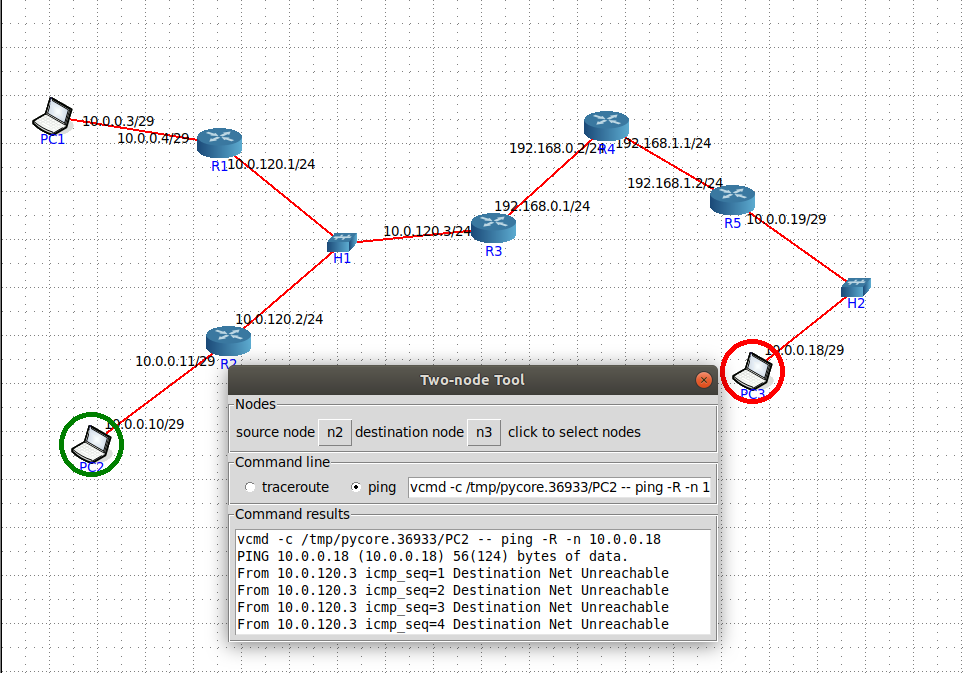 10.0.0.3/29
PC1
10.0.0.4/29
R1
10.0.120.1/24
192.168.0.2/24
R4
192.168.1.1/24
192.168.1.2/24
192.168.0.1/24
10.0.120.3/24
R3
R5
10.0.0.19/29
H1
H2
10.0.120.2/24
10.0.0.11/29
R2
10.0.0.18/29
PC3
10.0.0.10/29
PC2
Two-node Tool
Nodes
source node n2 destination node n3 click to select nodes
Command line
traceroute ping vcmd -c /tmp/pycore.36933/PC2 -- ping -R -n 1
Command results
vcmd -c /tmp/pycore.36933/PC2 -- ping -R -n 10.0.0.18
PING 10.0.0.18 (10.0.0.18) 56(124) bytes of data.
From 10.0.120.3 icmp_seq=1 Destination Net Unreachable
From 10.0.120.3 icmp_seq=2 Destination Net Unreachable
From 10.0.120.3 icmp_seq=3 Destination Net Unreachable
From 10.0.120.3 icmp_seq=4 Destination Net Unreachable